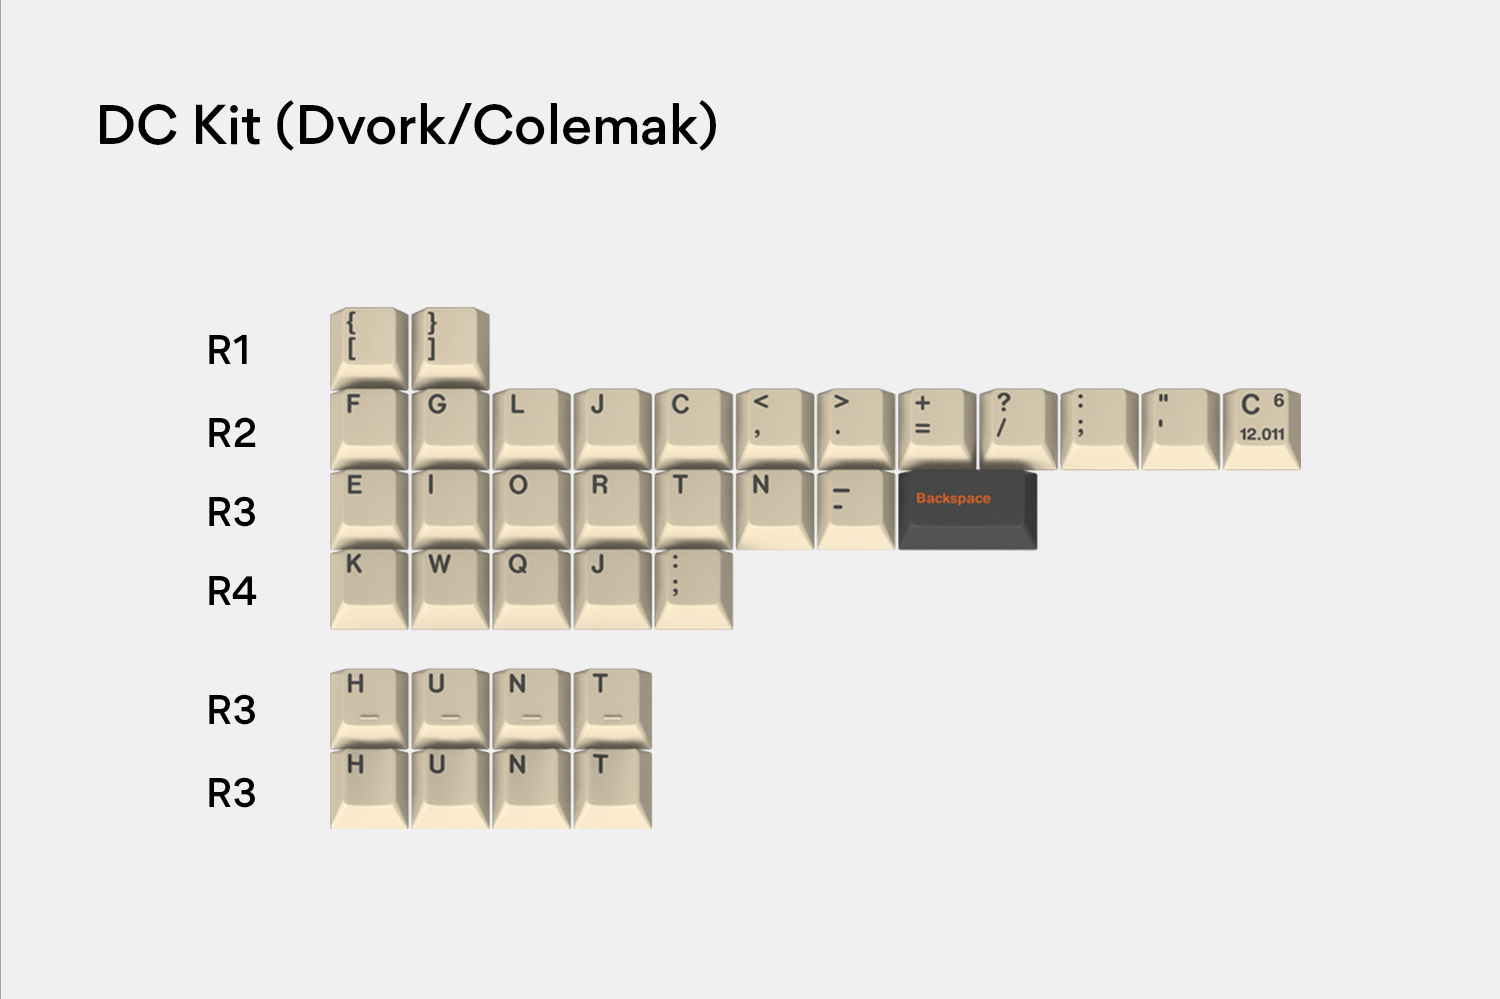 DC Kit (Dvork/Colemak)
R1
{ }
[ ]
R2
F G L J C < > + ? : " C 6
, . = / ; ' 12.011
R3
E I O R T N _ Backspace
-
R4
K W Q J :
;
R3
H U N T
R3
H U N T